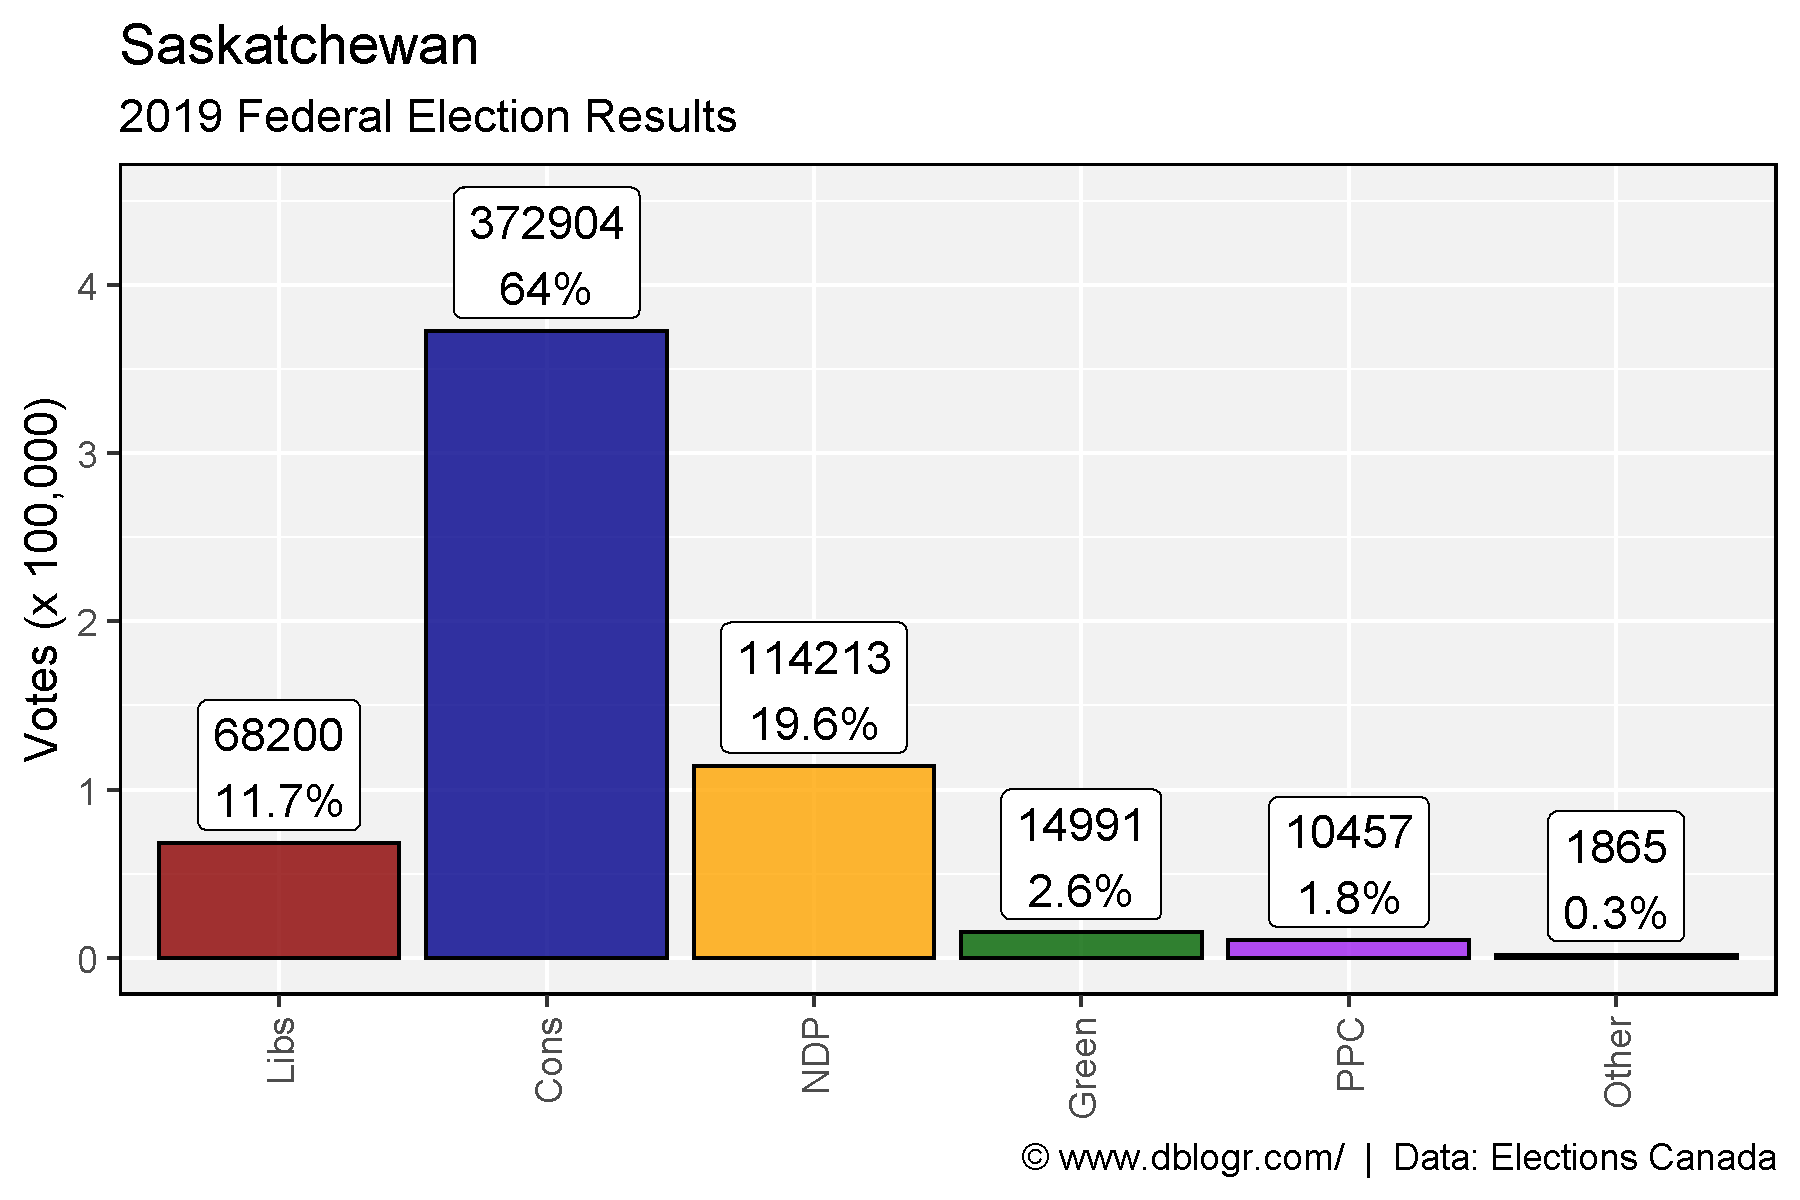 Saskatchewan
2019 Federal Election Results
Votes (x 100,000)
4
3
2
1
0
68200
11.7%
372904
64%
114213
19.6%
14991
2.6%
10457
1.8%
1865
0.3%
Libs
Cons
NDP
Green
PPC
Other
© www.dblogr.com/ | Data: Elections Canada